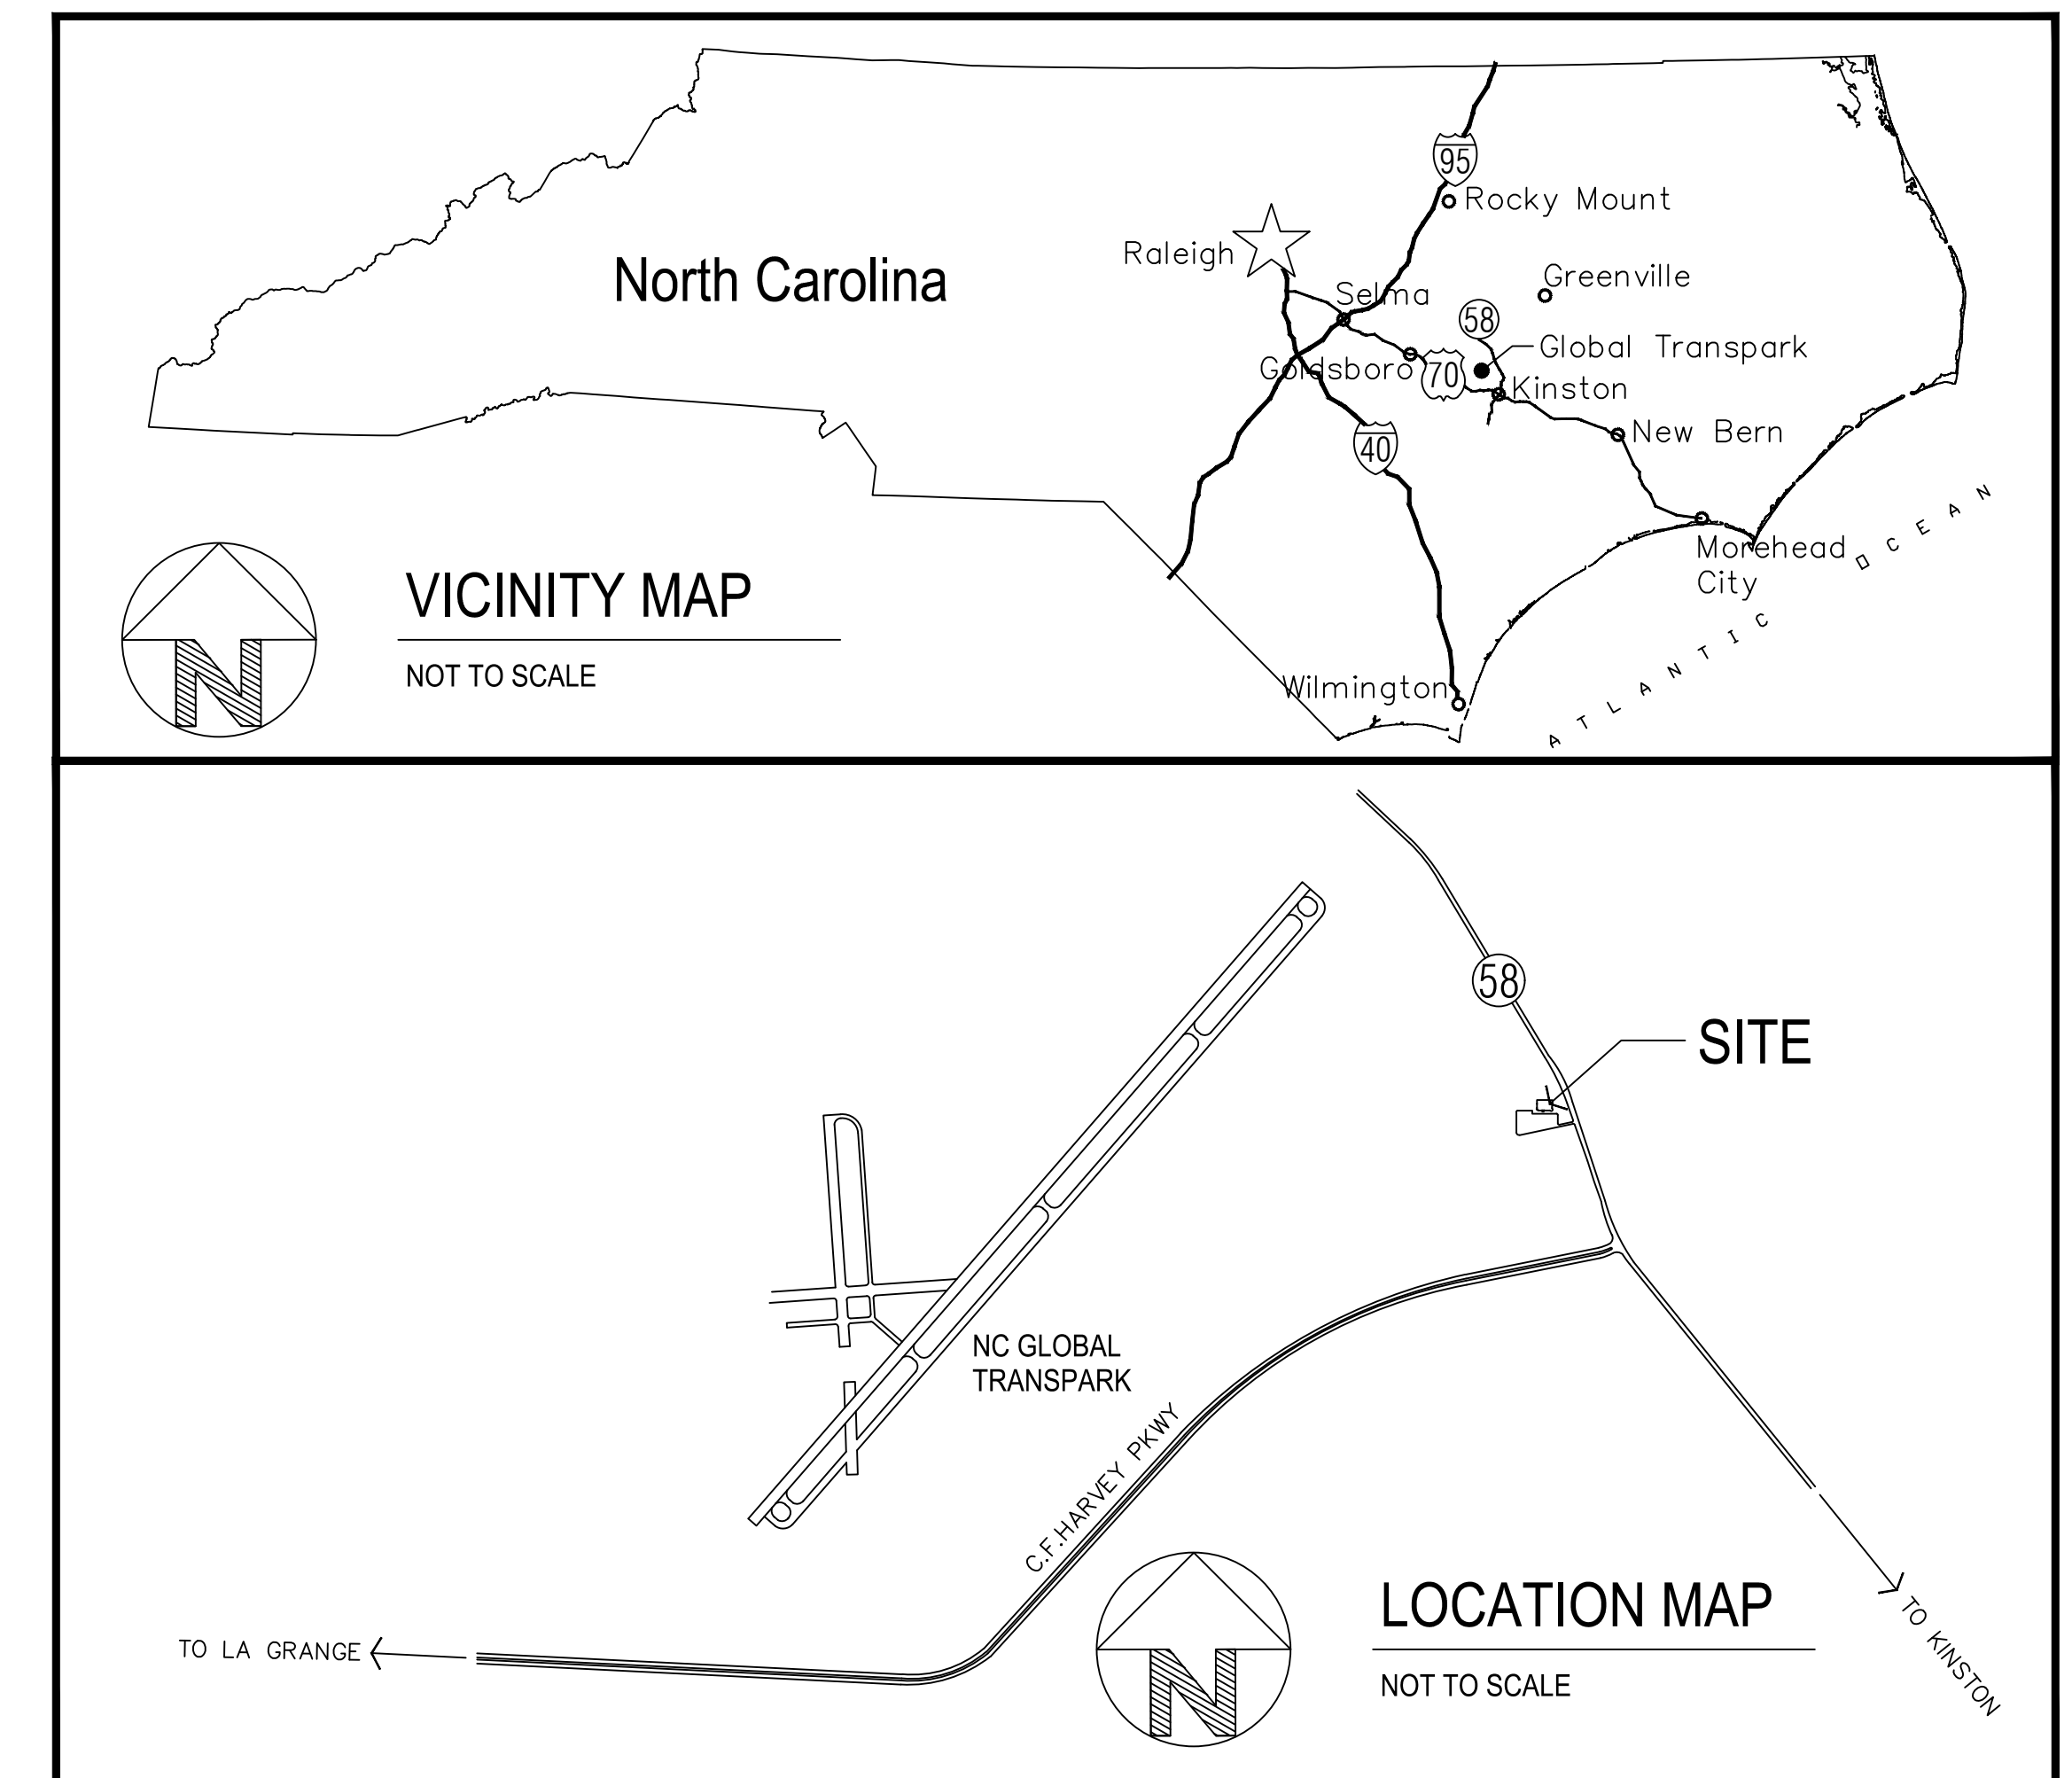 95
Rocky Mount
Raleigh
North Carolina
Greenville
Selma
58
Global Transpark
Goldsboro
70
Kinston
New Bern
40
Morehead
City
ATLANTIC OCEAN
Wilmington
N
VICINITY MAP
NOT TO SCALE
58
SITE
NC GLOBAL
TRANSPARK
C.F.HARVEY PKWY
TO LA GRANGE
TO KINSTON
N
LOCATION MAP
NOT TO SCALE